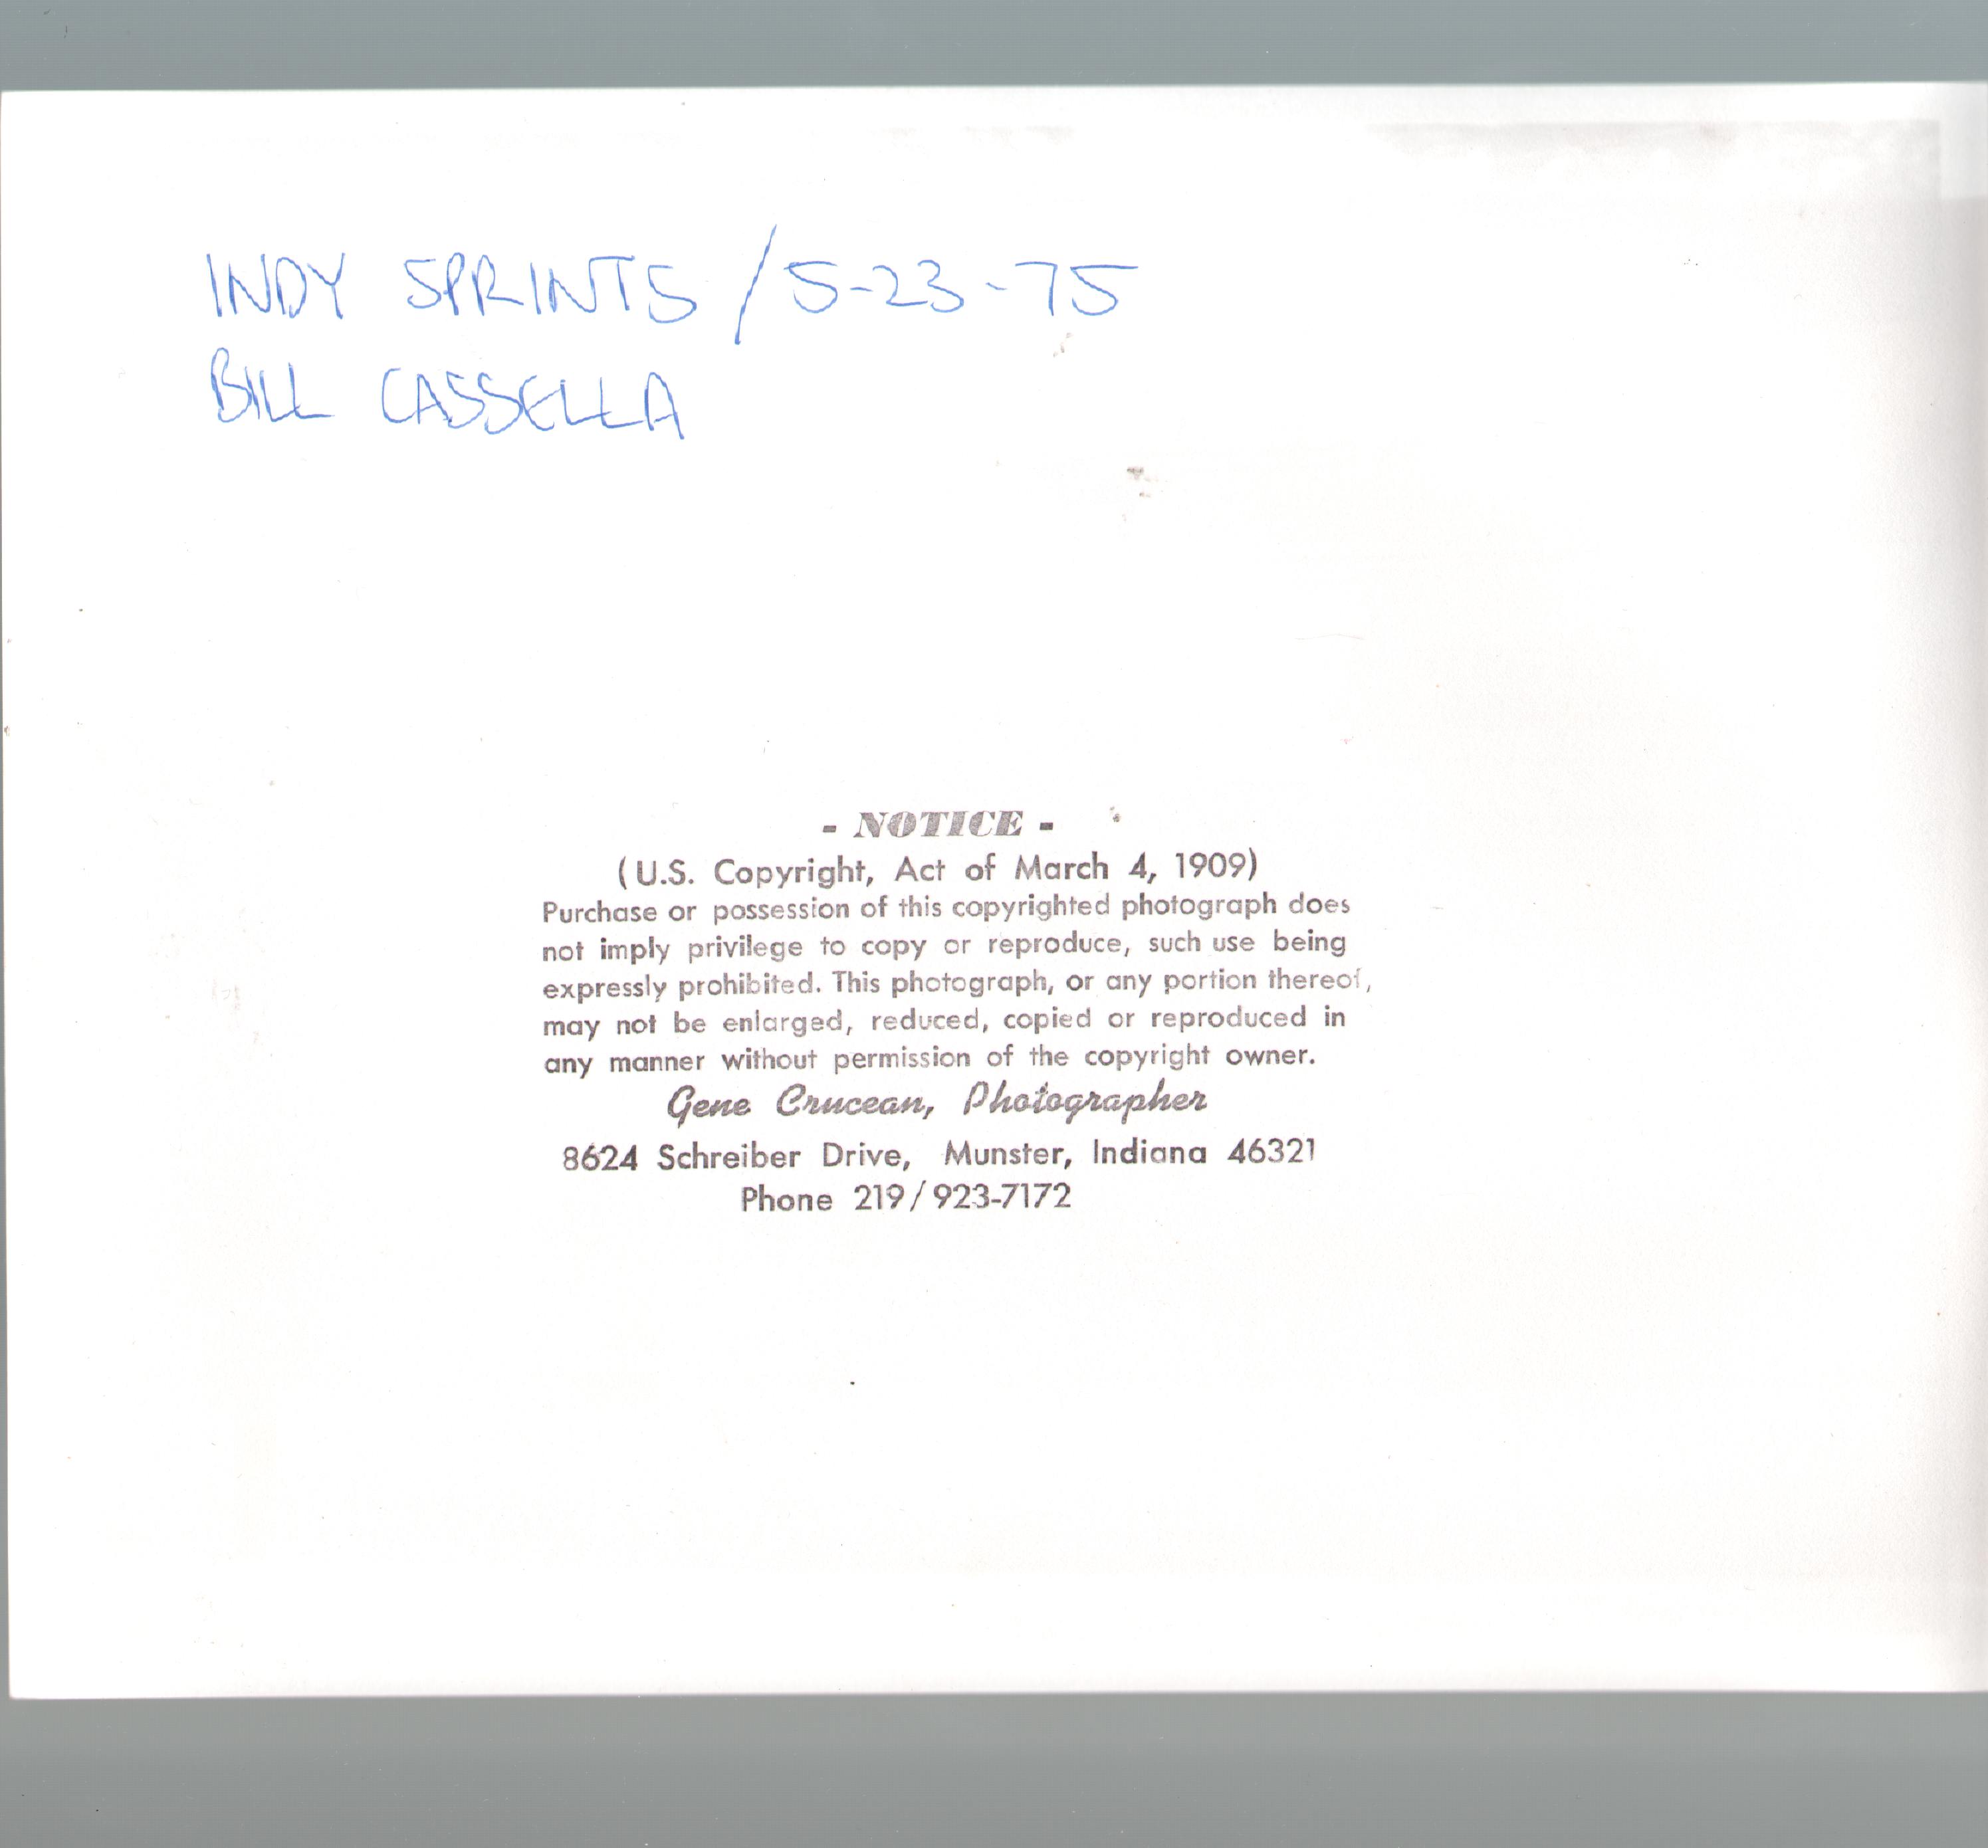 INDY SPRINTS / 5-23-75
BILL CASSELLA
- NOTICE -
(U.S. Copyright, Act of March 4, 1909)
Purchase or possession of this copyrighted photograph does
not imply privilege to copy or reproduce, such use being
expressly prohibited. This photograph, or any portion thereof,
may not be enlarged, reduced, copied or reproduced in
any manner without permission of the copyright owner.
Gene Crucean, Photographer
8624 Schreiber Drive, Munster, Indiana 46321
Phone 219/923-7172